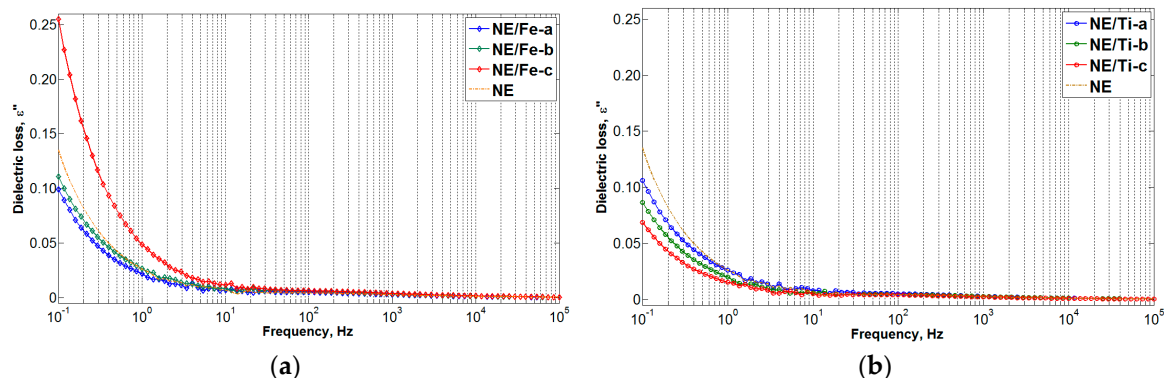 0.25
0.20
0.15
0.10
0.05
0
Dielectric loss, ε"
10⁻¹ 10⁰ 10¹ 10² 10³ 10⁴ 10⁵
Frequency, Hz
NE/Fe-a
NE/Fe-b
NE/Fe-c
NE
(a)
0.25
0.20
0.15
0.10
0.05
0
Dielectric loss, ε"
10⁻¹ 10⁰ 10¹ 10² 10³ 10⁴ 10⁵
Frequency, Hz
NE/Ti-a
NE/Ti-b
NE/Ti-c
NE
(b)